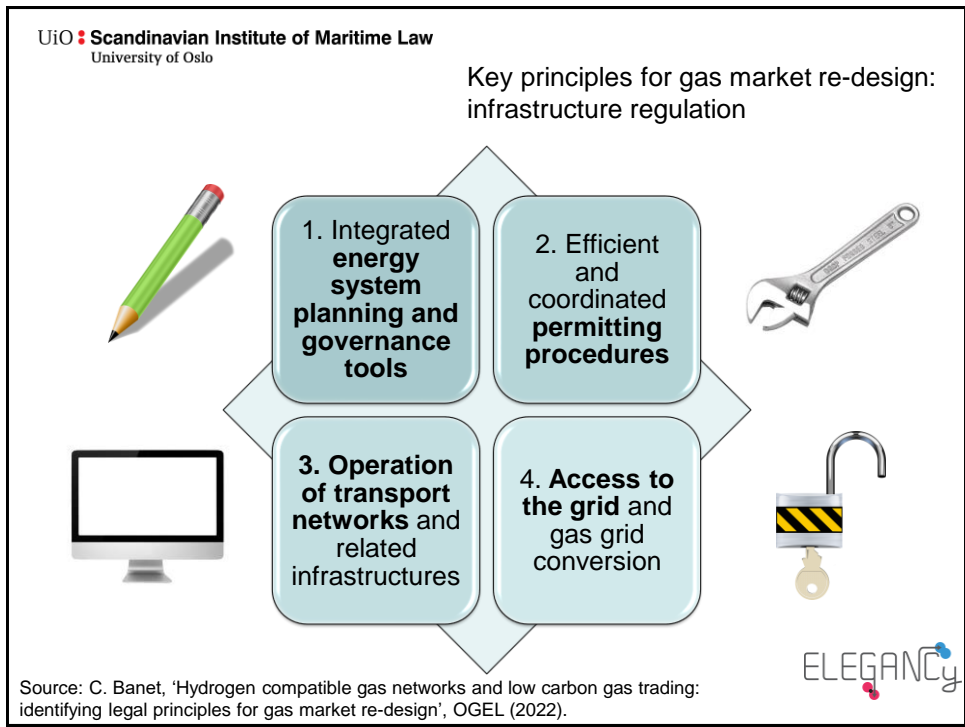 UiO : Scandinavian Institute of Maritime Law
University of Oslo
Key principles for gas market re-design:
infrastructure regulation
1. Integrated
energy
system
planning and
governance
tools
2. Efficient
and
coordinated
permitting
procedures
3. Operation
of transport
networks and
related
infrastructures
4. Access to
the grid and
gas grid
conversion
ELEGANCy
Source: C. Banet, ‘Hydrogen compatible gas networks and low carbon gas trading:
identifying legal principles for gas market re-design’, OGEL (2022).